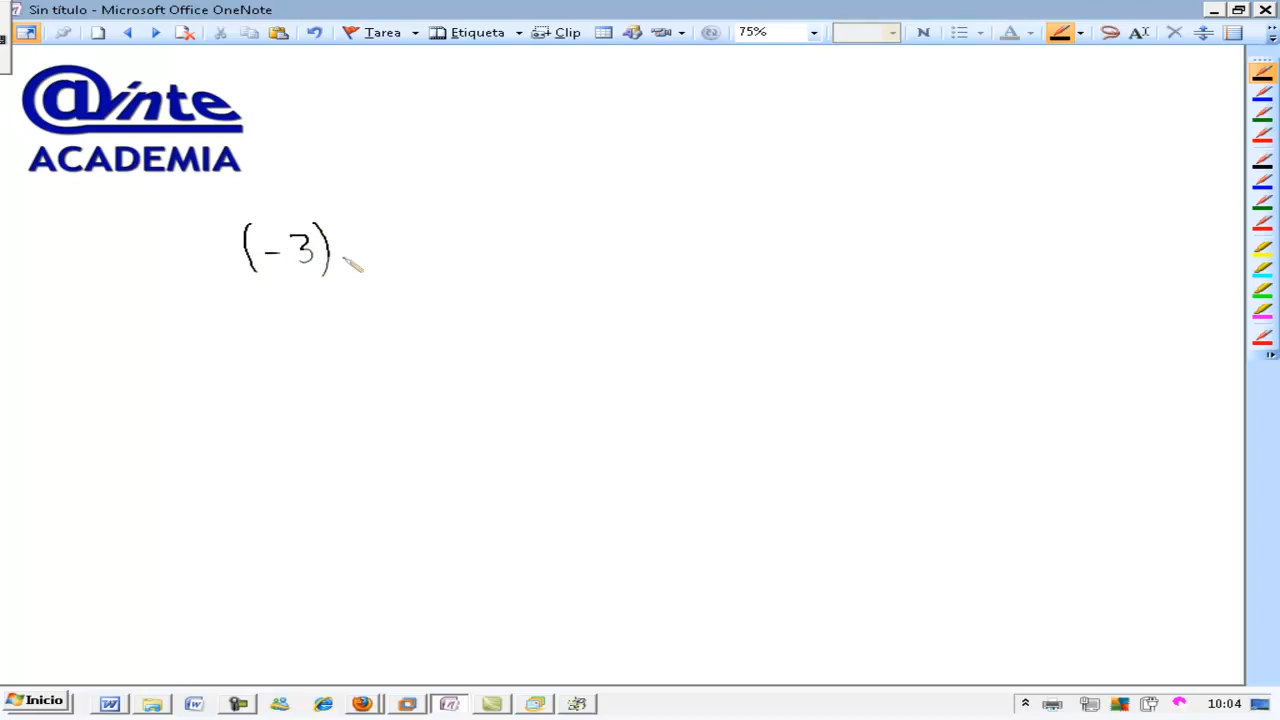 Sin título - Microsoft Office OneNote
Tarea Etiqueta Clip 75% N A A
@inte
ACADEMIA
(-3)
Inicio 10:04